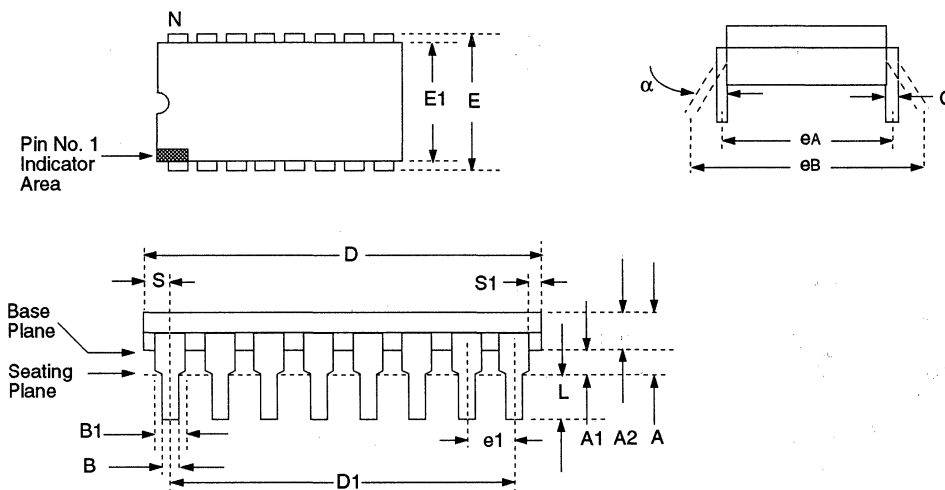 N
E1
E
Pin No. 1
Indicator
Area
α
C
eA
eB
D
S
S1
Base
Plane
Seating
Plane
L
B1
e1
A1
A2
A
B
D1